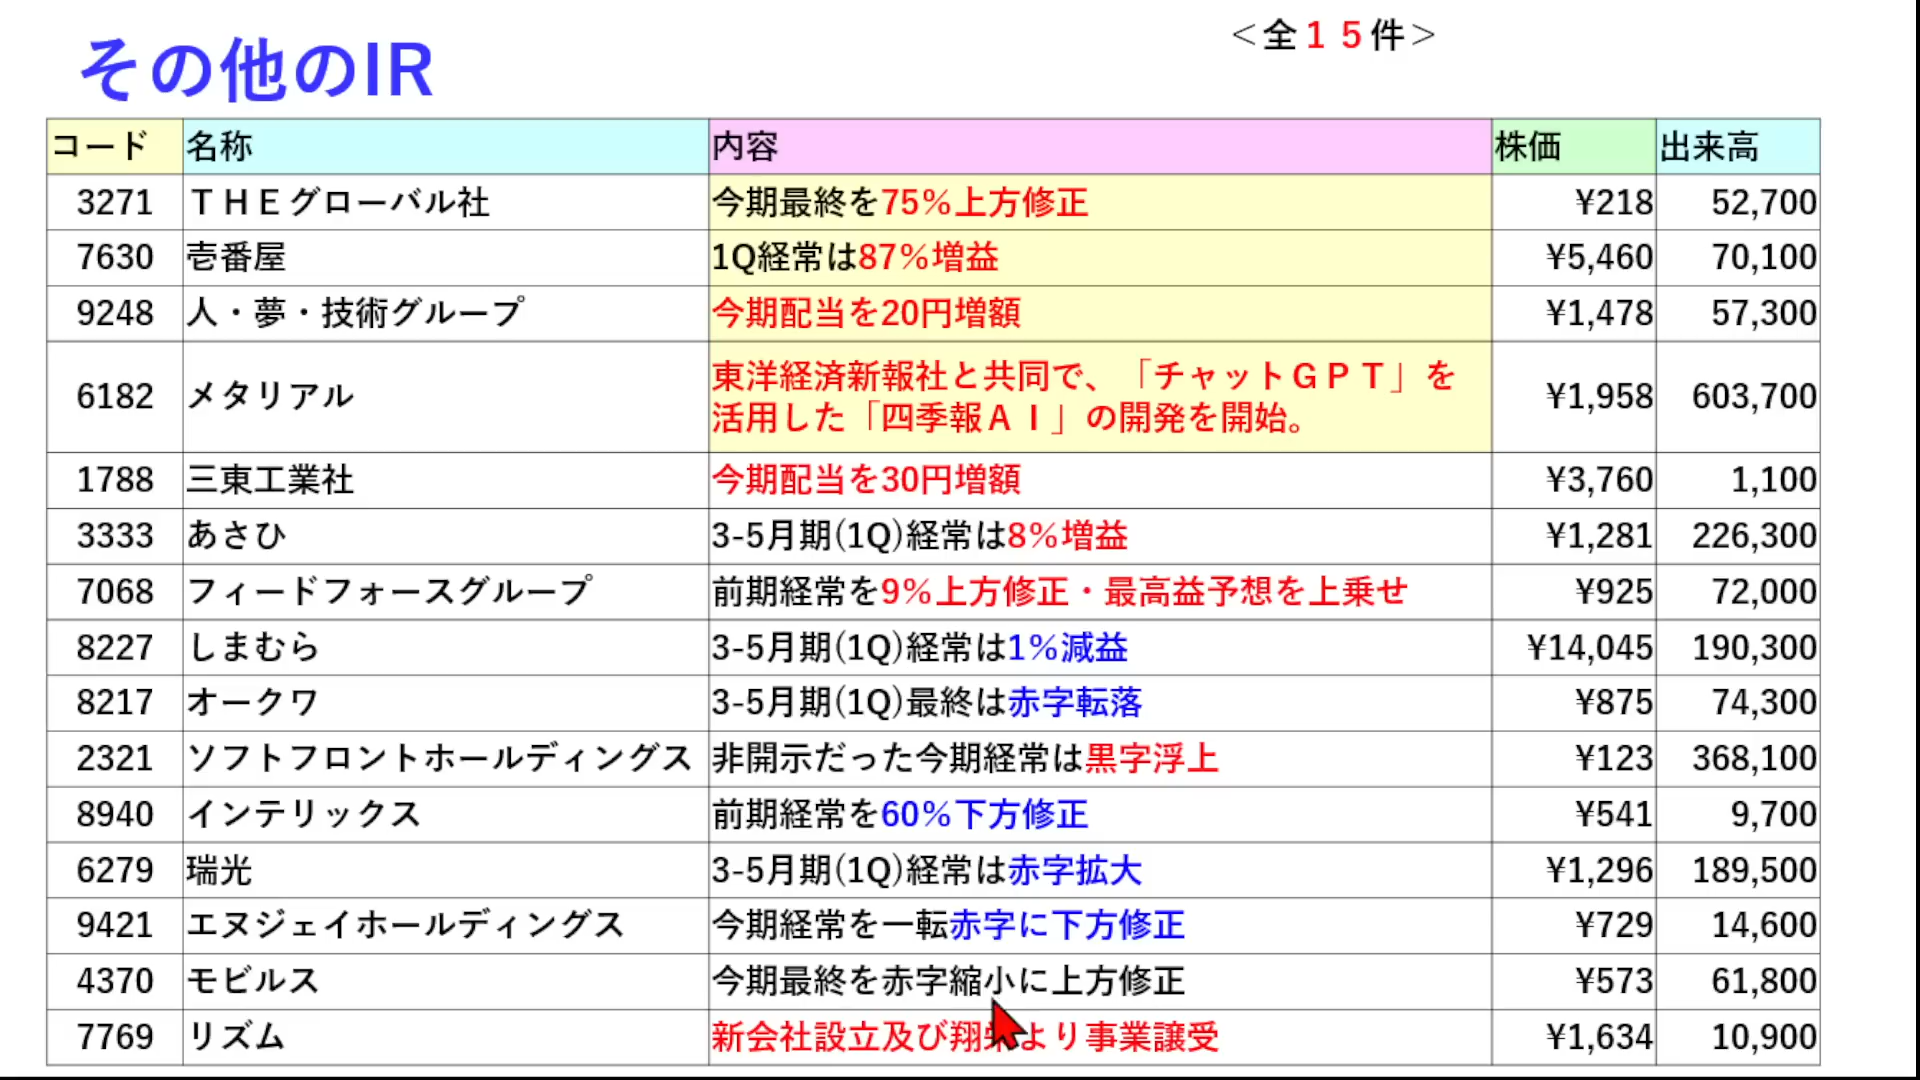 <全１５件>
その他のIR
コード 名称 内容 株価 出来高
3271 ＴＨＥグローバル社 今期最終を75%上方修正 ¥218 52,700
7630 壱番屋 1Q経常は87%増益 ¥5,460 70,100
9248 人・夢・技術グループ 今期配当を20円増額 ¥1,478 57,300
6182 メタリアル 東洋経済新報社と共同で、「チャットＧＰＴ」を
活用した「四季報ＡＩ」の開発を開始。 ¥1,958 603,700
1788 三東工業社 今期配当を30円増額 ¥3,760 1,100
3333 あさひ 3-5月期(1Q)経常は8%増益 ¥1,281 226,300
7068 フィードフォースグループ 前期経常を9%上方修正・最高益予想を上乗せ ¥925 72,000
8227 しまむら 3-5月期(1Q)経常は1%減益 ¥14,045 190,300
8217 オークワ 3-5月期(1Q)最終は赤字転落 ¥875 74,300
2321 ソフトフロントホールディングス 非開示だった今期経常は黒字浮上 ¥123 368,100
8940 インテリックス 前期経常を60%下方修正 ¥541 9,700
6279 瑞光 3-5月期(1Q)経常は赤字拡大 ¥1,296 189,500
9421 エヌジェイホールディングス 今期経常を一転赤字に下方修正 ¥729 14,600
4370 モビルス 今期最終を赤字縮小に上方修正 ¥573 61,800
7769 リズム 新会社設立及び翔栄より事業譲受 ¥1,634 10,900